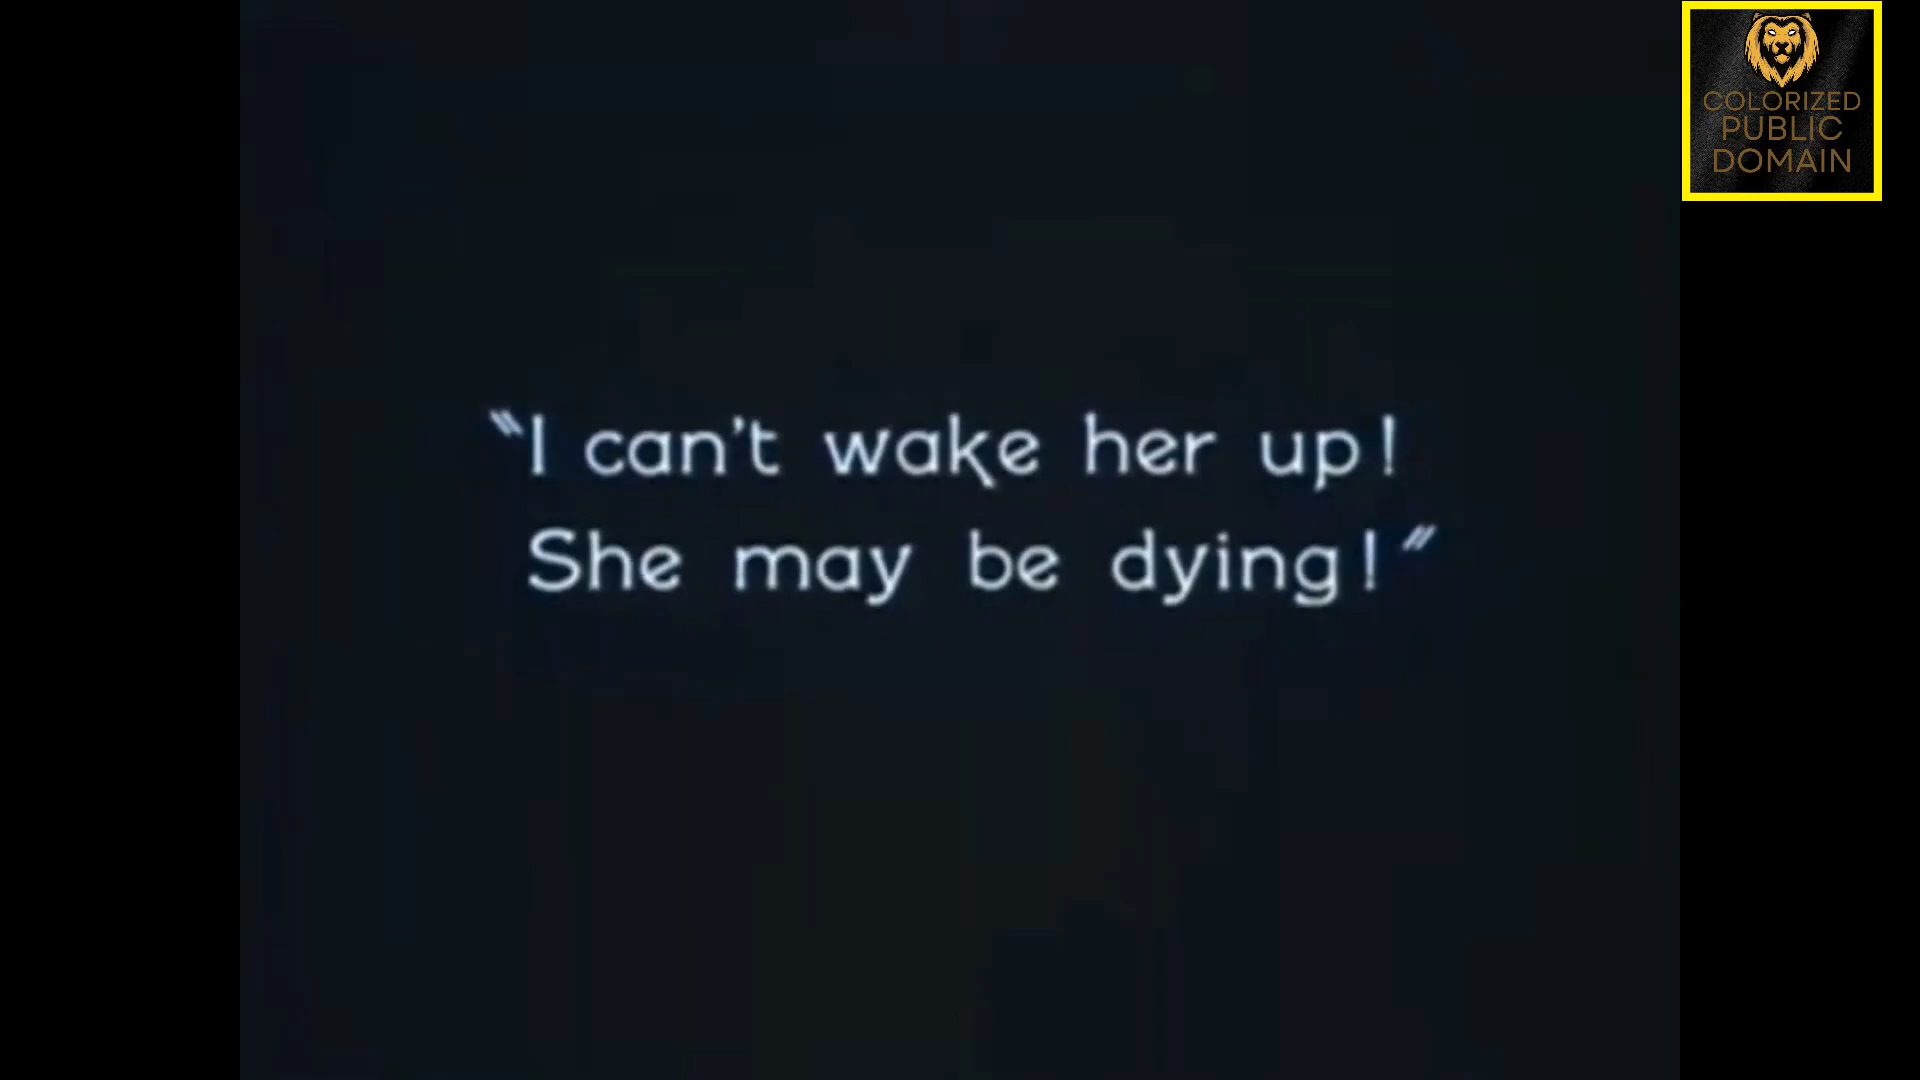 COLORIZED
PUBLIC
DOMAIN
"I can't wake her up!
She may be dying!"